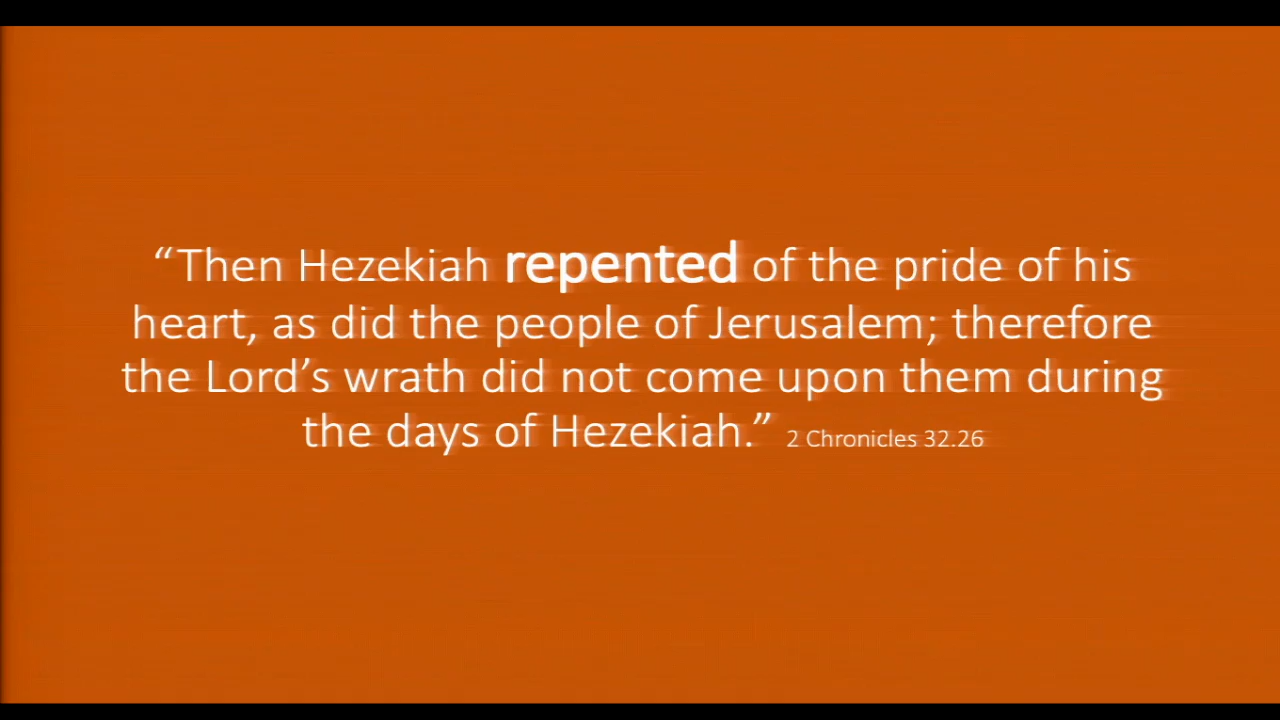 “Then Hezekiah repented of the pride of his
heart, as did the people of Jerusalem; therefore
the Lord’s wrath did not come upon them during
the days of Hezekiah.” 2 Chronicles 32.26